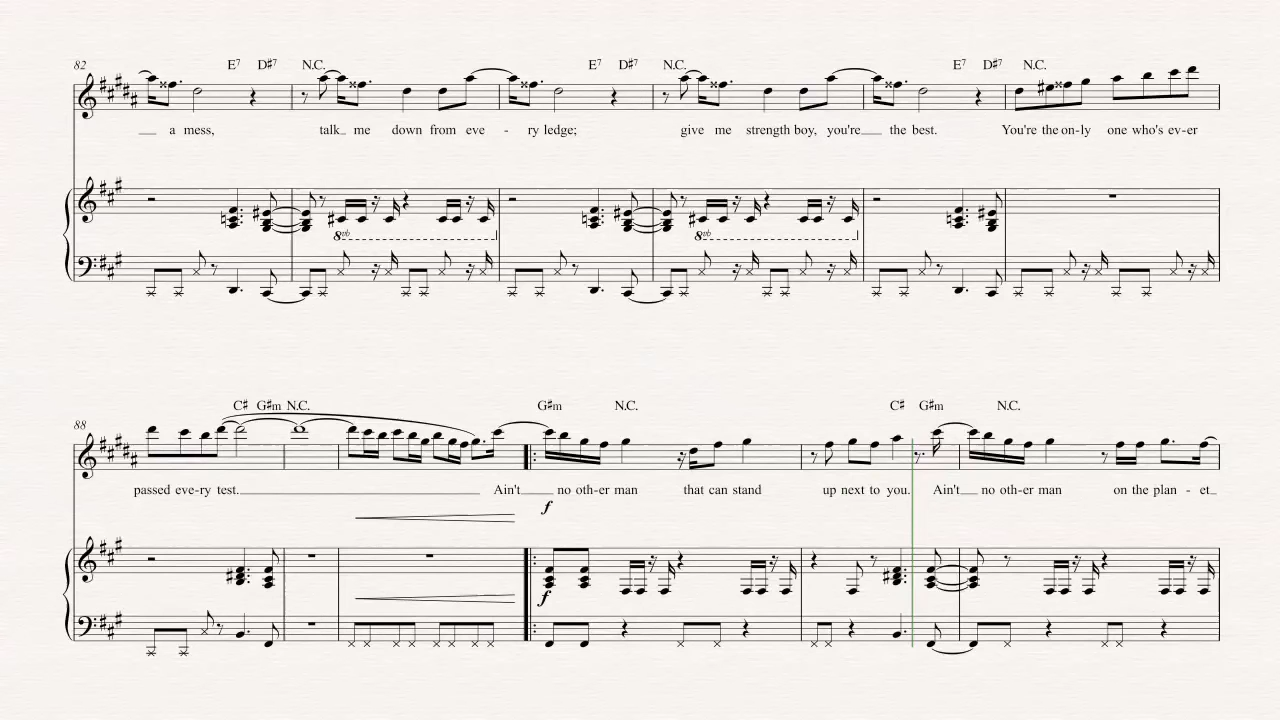 82 E7 D♯7 N.C. E7 D♯7 N.C. E7 D♯7 N.C.
a mess, talk me down from eve - ry ledge; give me strength boy, you're the best. You're the on-ly one who's ev-er
8vb 8vb
88 C♯ G♯m N.C. G♯m N.C. C♯ G♯m N.C.
passed eve-ry test. Ain't no oth-er man that can stand up next to you. Ain't no oth-er man on the plan - et
f
f